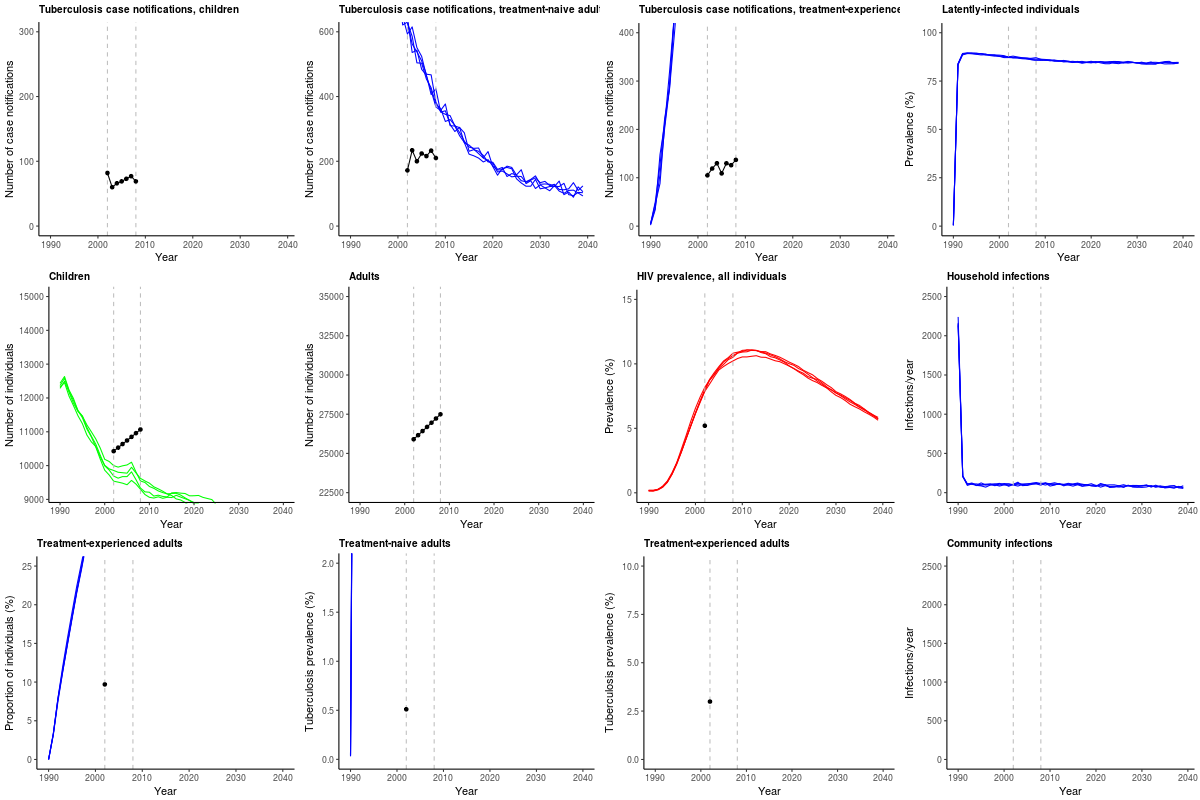 Tuberculosis case notifications, children
Number of case notifications
300
200
100
0
1990 2000 2010 2020 2030 2040
Year
Tuberculosis case notifications, treatment-naive adul
Number of case notifications
600
400
200
0
1990 2000 2010 2020 2030 2040
Year
Tuberculosis case notifications, treatment-experience
Number of case notifications
400
300
200
100
0
1990 2000 2010 2020 2030 2040
Year
Latently-infected individuals
Prevalence (%)
100
75
50
25
0
1990 2000 2010 2020 2030 2040
Year
Children
Number of individuals
15000
14000
13000
12000
11000
10000
9000
1990 2000 2010 2020 2030 2040
Year
Adults
Number of individuals
35000
32500
30000
27500
25000
22500
1990 2000 2010 2020 2030 2040
Year
HIV prevalence, all individuals
Prevalence (%)
15
10
5
0
1990 2000 2010 2020 2030 2040
Year
Household infections
Infections/year
2500
2000
1500
1000
500
0
1990 2000 2010 2020 2030 2040
Year
Treatment-experienced adults
Proportion of individuals (%)
25
20
15
10
5
0
1990 2000 2010 2020 2030 2040
Year
Treatment-naive adults
Tuberculosis prevalence (%)
2.0
1.5
1.0
0.5
0.0
1990 2000 2010 2020 2030 2040
Year
Treatment-experienced adults
Tuberculosis prevalence (%)
10.0
7.5
5.0
2.5
0.0
1990 2000 2010 2020 2030 2040
Year
Community infections
Infections/year
2500
2000
1500
1000
500
0
1990 2000 2010 2020 2030 2040
Year